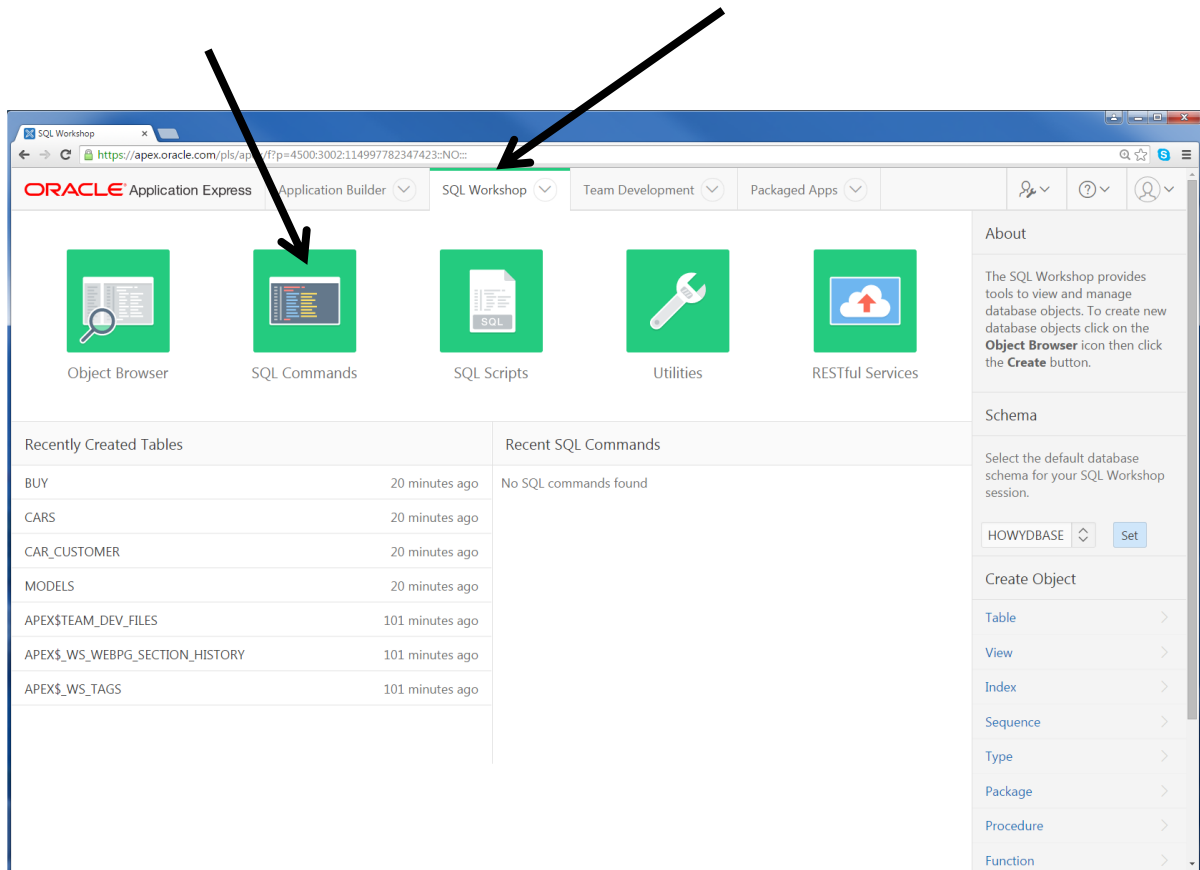 SQL Workshop
https://apex.oracle.com/pls/apex/f?p=4500:3002:114997782347423::NO:::
ORACLE Application Express
Application Builder
SQL Workshop
Team Development
Packaged Apps
Object Browser
SQL Commands
SQL
SQL Scripts
Utilities
RESTful Services
Recently Created Tables
BUY 20 minutes ago
CARS 20 minutes ago
CAR_CUSTOMER 20 minutes ago
MODELS 20 minutes ago
APEX$TEAM_DEV_FILES 101 minutes ago
APEX$_WS_WEBPG_SECTION_HISTORY 101 minutes ago
APEX$_WS_TAGS 101 minutes ago
Recent SQL Commands
No SQL commands found
About
The SQL Workshop provides
tools to view and manage
database objects. To create new
database objects click on the
Object Browser icon then click
the Create button.
Schema
Select the default database
schema for your SQL Workshop
session.
HOWYDBASE
Set
Create Object
Table
View
Index
Sequence
Type
Package
Procedure
Function